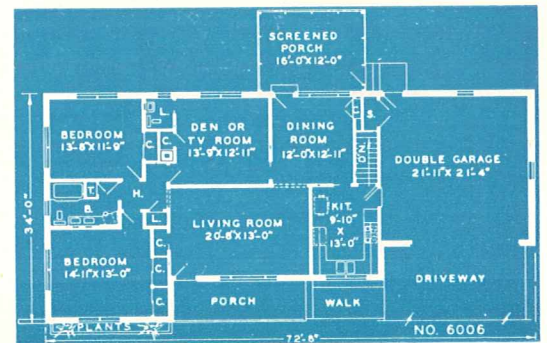 SCREENED
PORCH
16'-0"X12'-0"
BEDROOM
13'-8"X11'-9"
L.
C.
C.
DEN OR
TV ROOM
13'-9"X12'-11"
DINING
ROOM
12'-0"X12'-11"
S.
DN.
DOUBLE GARAGE
21'-11"X 21'-4"
34'-0"
T.
B.
H.
L.
LIVING ROOM
20'-8"X13'-0"
KIT.
9'-10"
X
13'-0"
BEDROOM
14'-11"X13'-0"
C.
C.
C.
PORCH
WALK
DRIVEWAY
PLANTS
72'-8"
NO. 6006